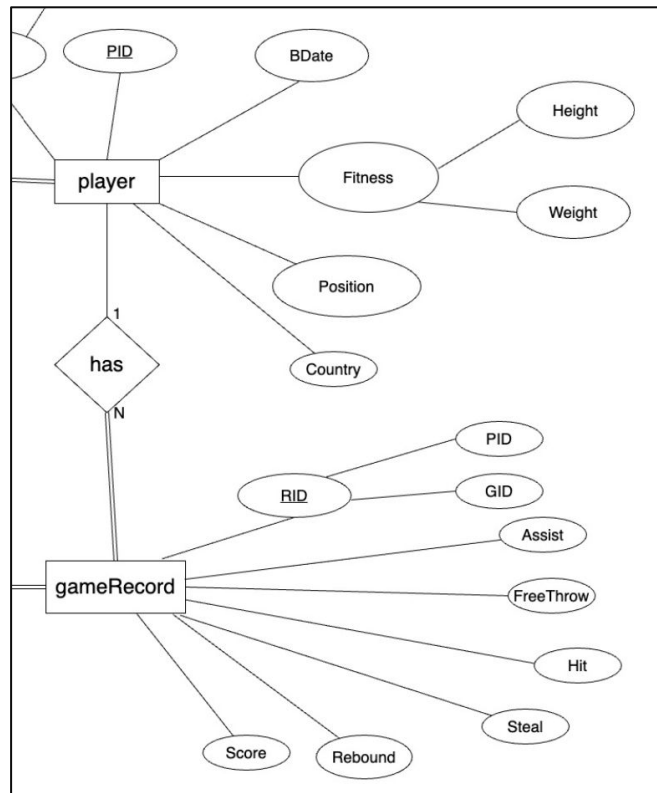 PID
BDate
Height
player
Fitness
Weight
Position
1
has
Country
N
PID
RID
GID
Assist
gameRecord
FreeThrow
Hit
Steal
Score
Rebound